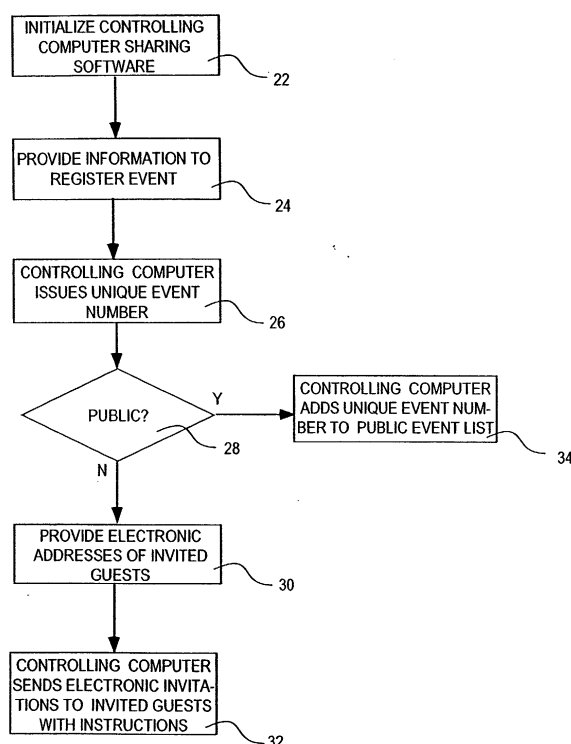 INITIALIZE CONTROLLING
COMPUTER SHARING
SOFTWARE
22
PROVIDE INFORMATION TO
REGISTER EVENT
24
CONTROLLING COMPUTER
ISSUES UNIQUE EVENT
NUMBER
26
PUBLIC?
28
Y
CONTROLLING COMPUTER
ADDS UNIQUE EVENT NUM-
BER TO PUBLIC EVENT LIST
34
N
PROVIDE ELECTRONIC
ADDRESSES OF INVITED
GUESTS
30
CONTROLLING COMPUTER
SENDS ELECTRONIC INVITA-
TIONS TO INVITED GUESTS
WITH INSTRUCTIONS
32